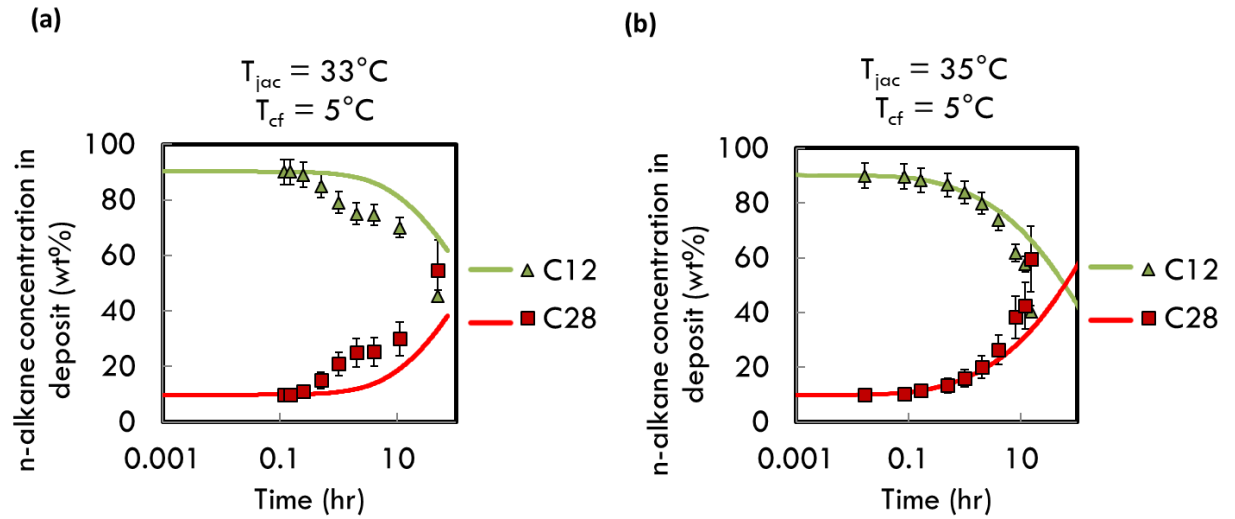 (a)
T_jac = 33°C
T_cf = 5°C
n-alkane concentration in
deposit (wt%)
100
80
60
40
20
0
0.001
0.1
10
Time (hr)
C12
C28
(b)
T_jac = 35°C
T_cf = 5°C
n-alkane concentration in
deposit (wt%)
100
80
60
40
20
0
0.001
0.1
10
Time (hr)
C12
C28